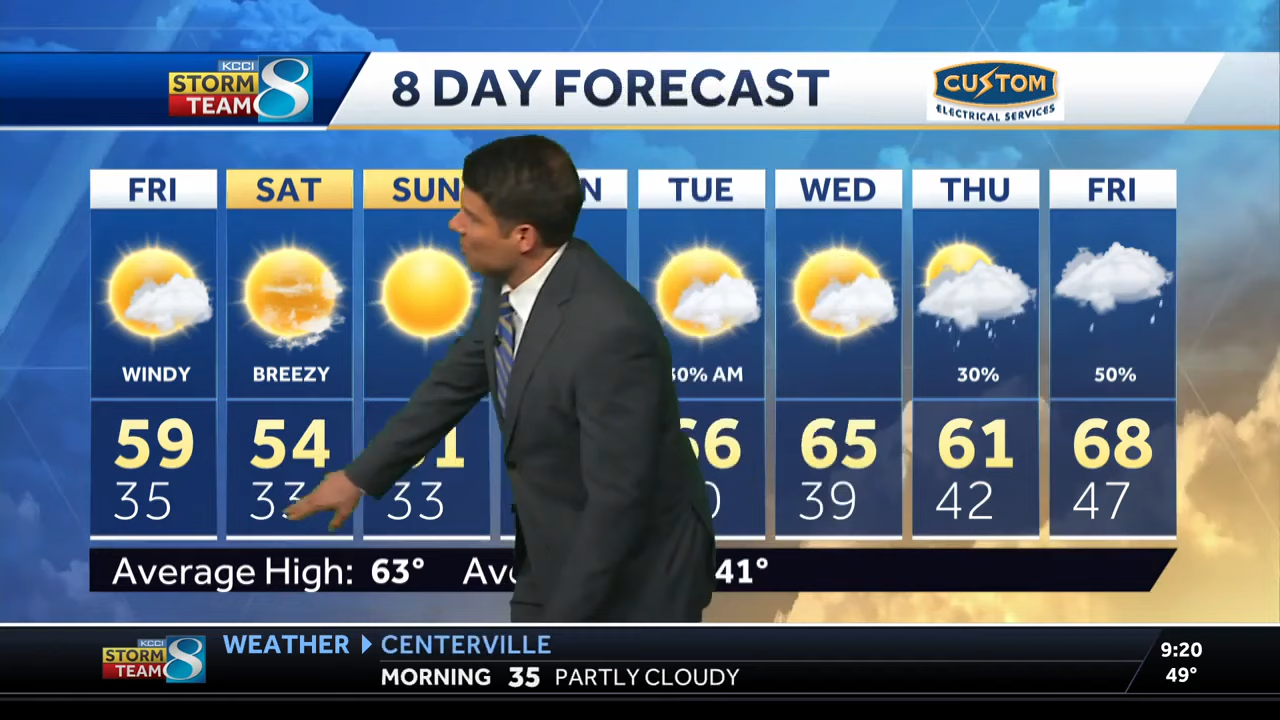 KCCI
STORM
TEAM 8
8 DAY FORECAST
CUSTOM
ELECTRICAL SERVICES
FRI SAT SUN TUE WED THU FRI
WINDY BREEZY 30% 50%
59 54 65 61 68
35 33 39 42 47
Average High: 63° 41°
KCCI
STORM
TEAM 8
WEATHER CENTERVILLE
MORNING 35 PARTLY CLOUDY
9:20
49°